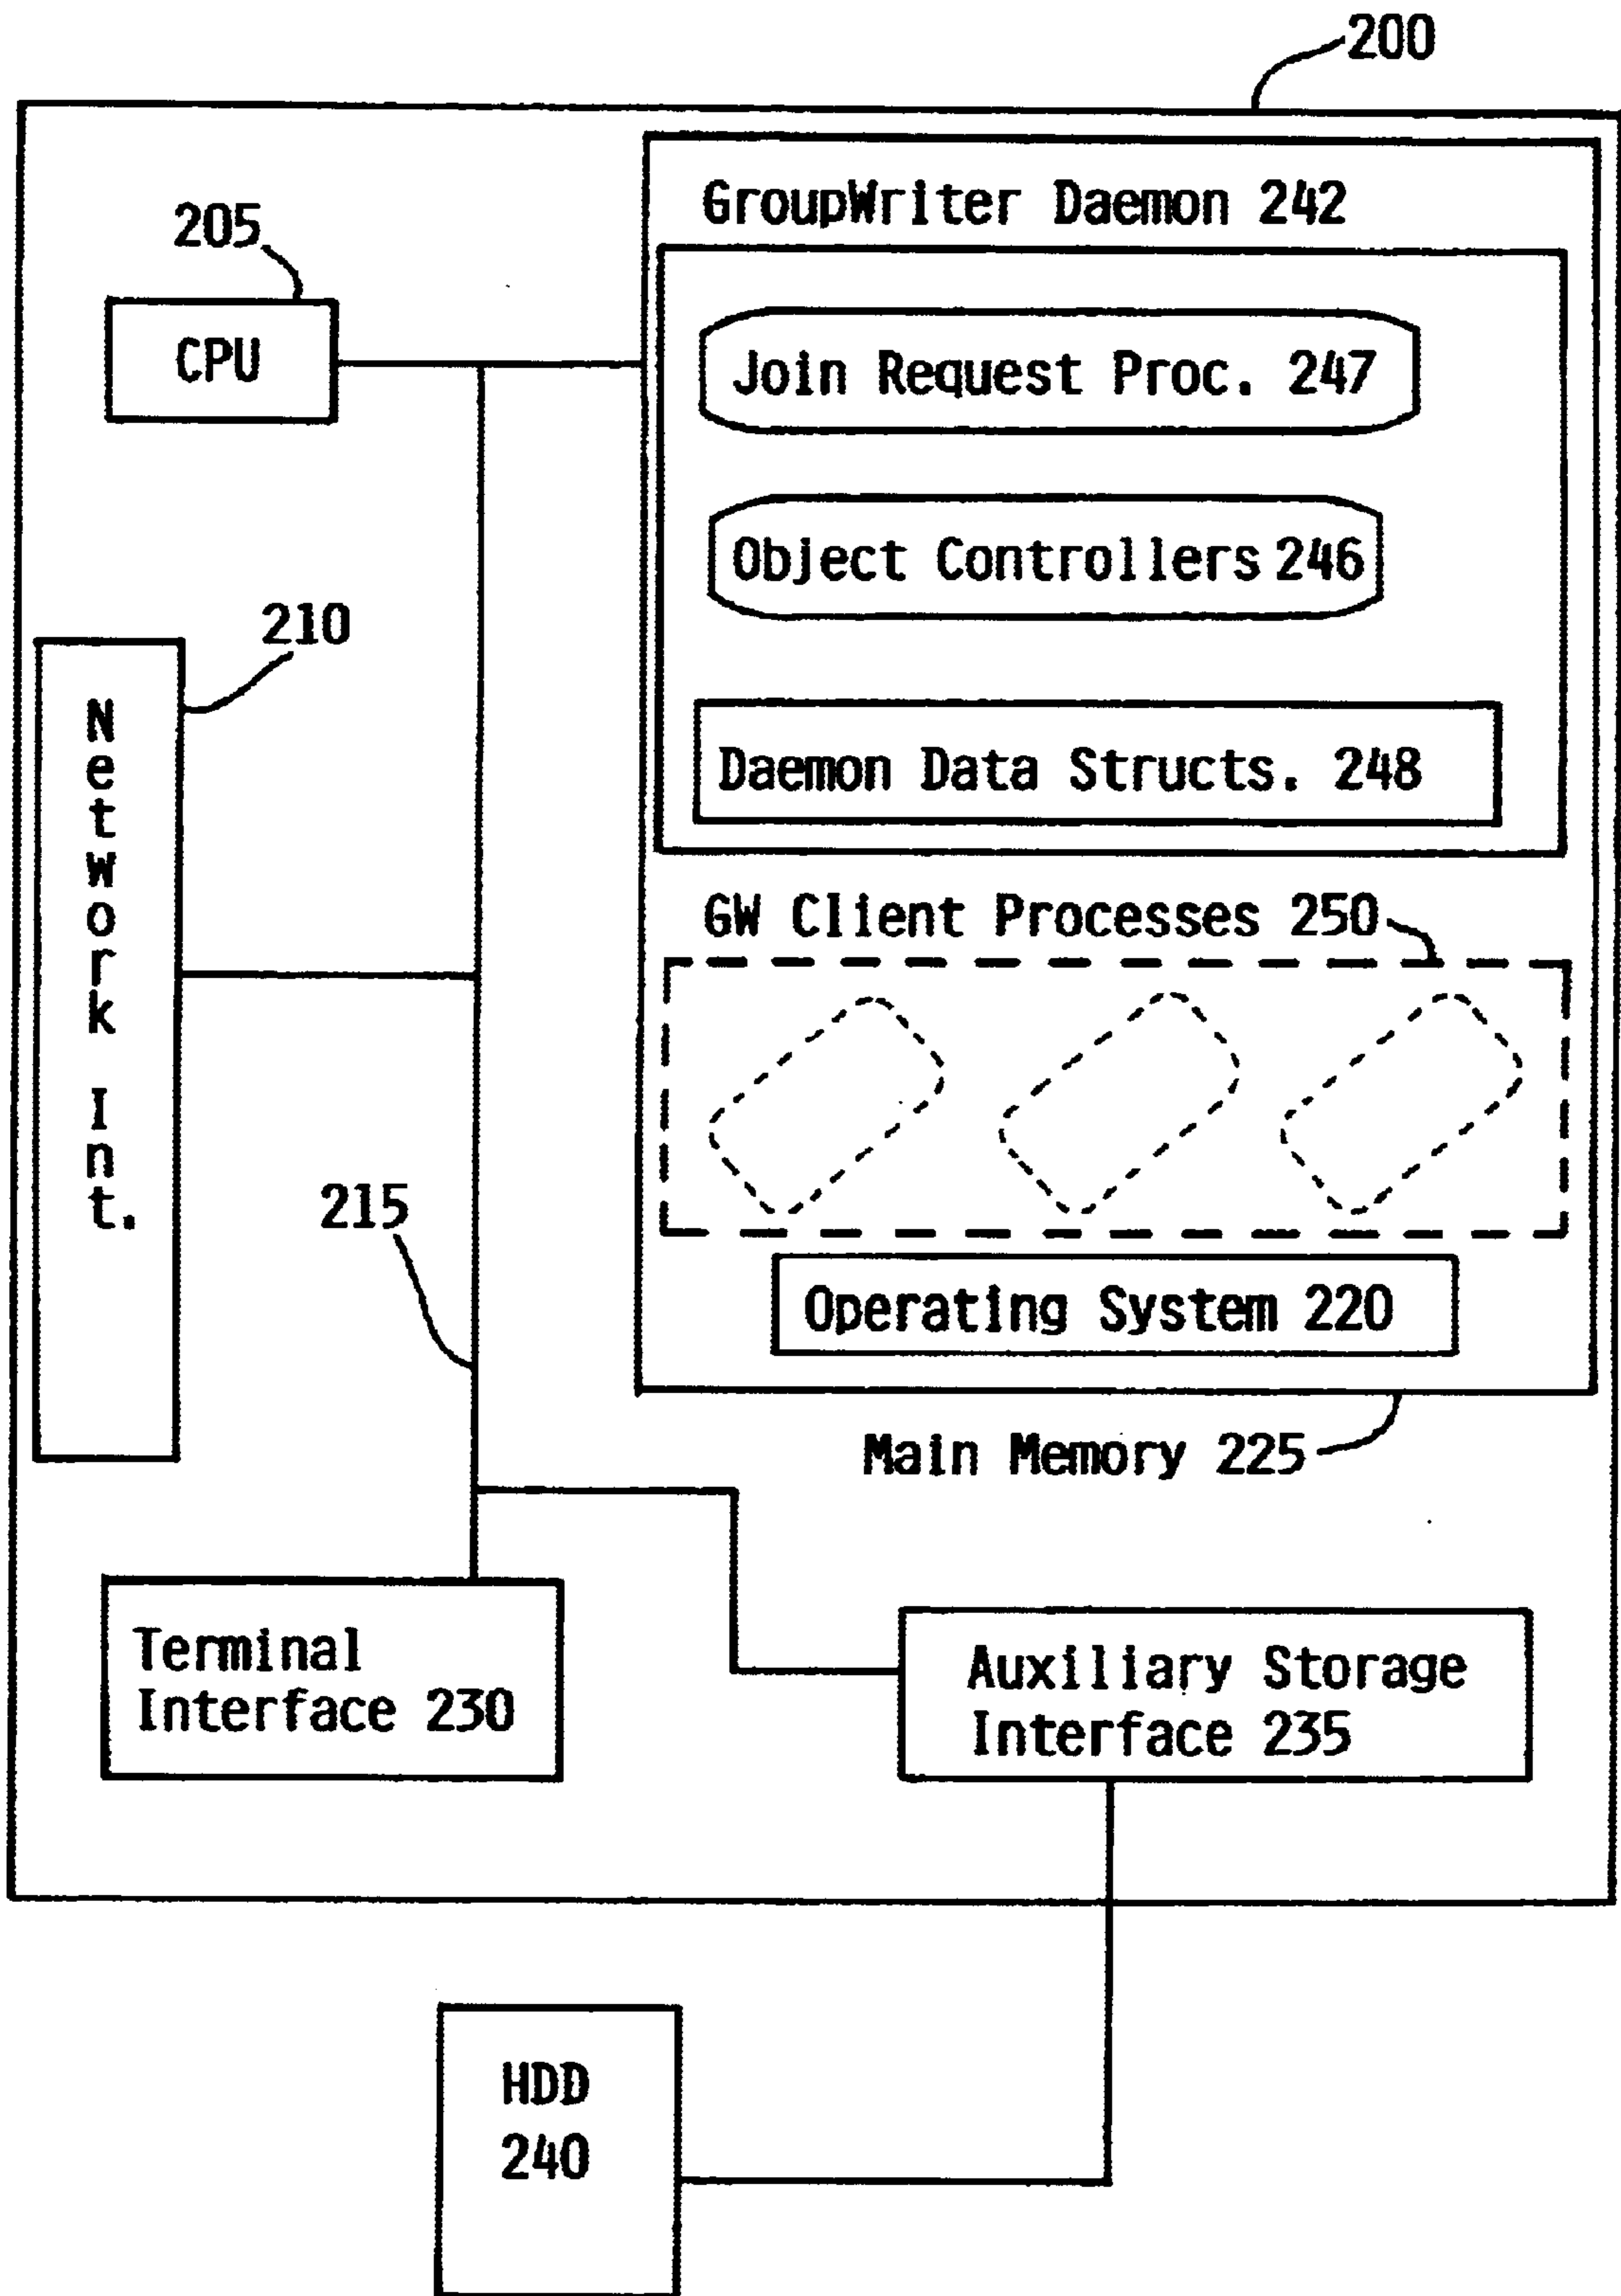 200
GroupWriter Daemon 242
205
CPU
Join Request Proc. 247
Object Controllers 246
210
Network Int.
Daemon Data Structs. 248
GW Client Processes 250
215
Operating System 220
Main Memory 225
Terminal
Interface 230
Auxiliary Storage
Interface 235
HDD
240